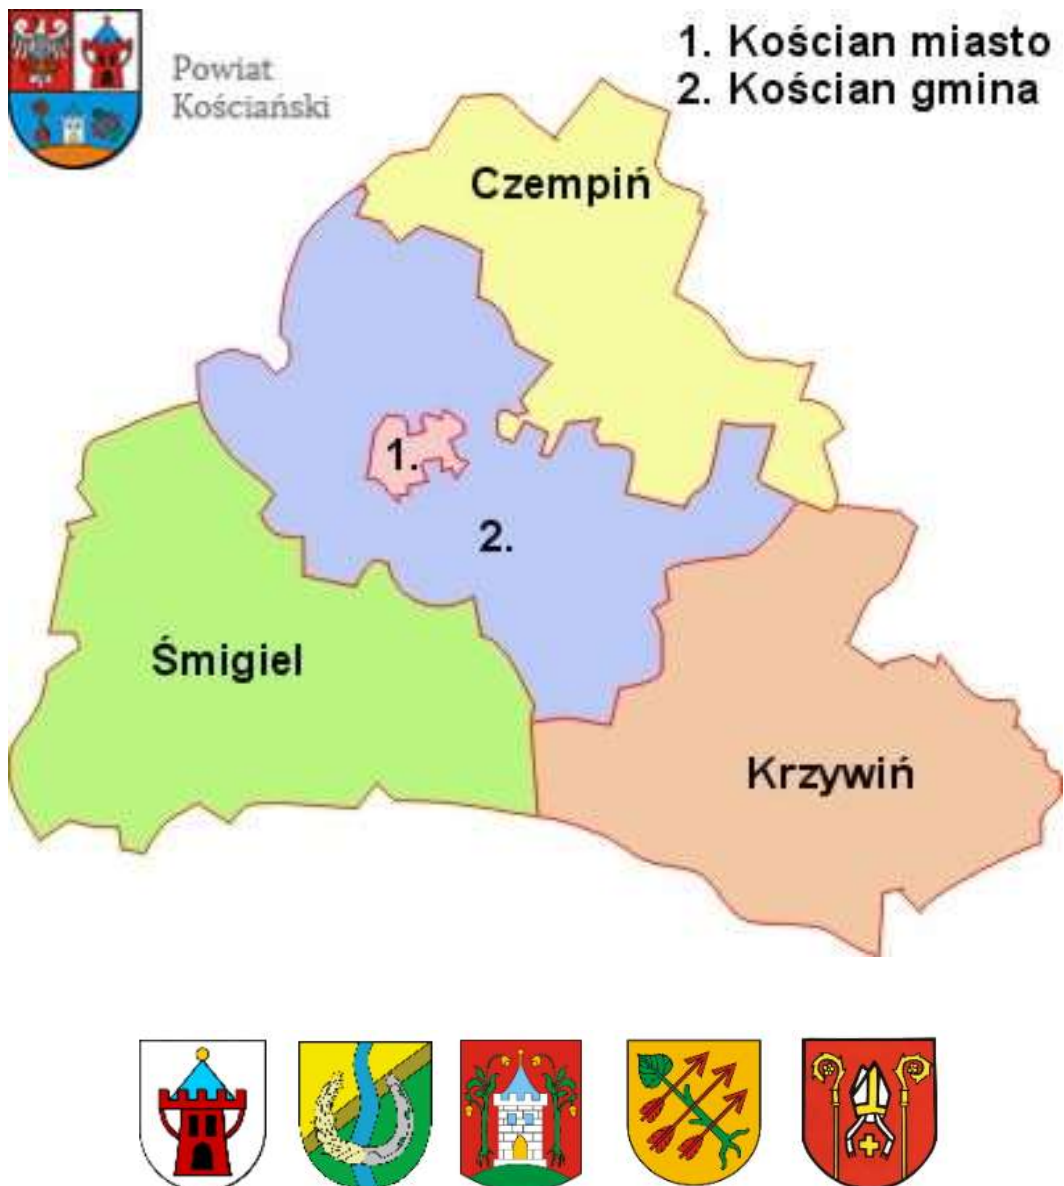 Powiat
Kościański
1. Kościan miasto
2. Kościan gmina
Czempiń
1.
2.
Śmigiel
Krzywiń